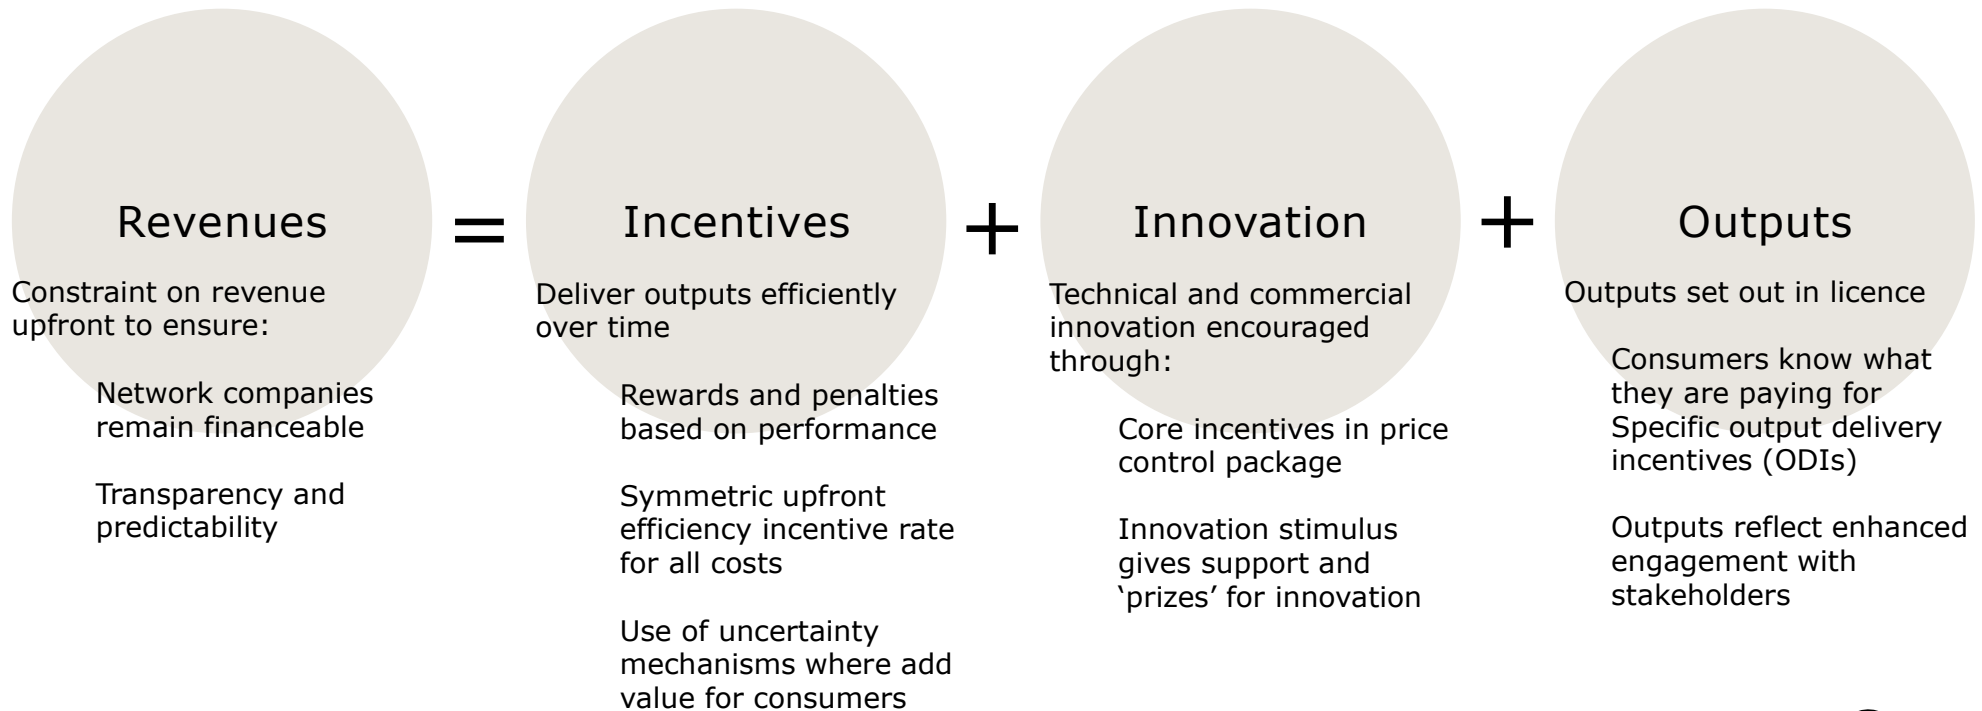 Revenues
Constraint on revenue
upfront to ensure:
Network companies
remain financeable
Transparency and
predictability
=
Incentives
Deliver outputs efficiently
over time
Rewards and penalties
based on performance
Symmetric upfront
efficiency incentive rate
for all costs
Use of uncertainty
mechanisms where add
value for consumers
+
Innovation
Technical and commercial
innovation encouraged
through:
Core incentives in price
control package
Innovation stimulus
gives support and
‘prizes’ for innovation
+
Outputs
Outputs set out in licence
Consumers know what
they are paying for
Specific output delivery
incentives (ODIs)
Outputs reflect enhanced
engagement with
stakeholders